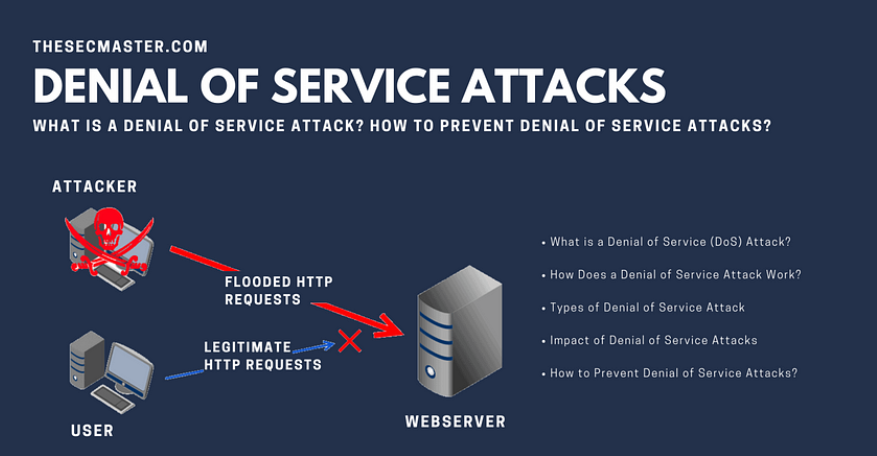 THESECMASTER.COM
DENIAL OF SERVICE ATTACKS
WHAT IS A DENIAL OF SERVICE ATTACK? HOW TO PREVENT DENIAL OF SERVICE ATTACKS?
ATTACKER
FLOODED HTTP
REQUESTS
LEGITIMATE
HTTP REQUESTS
USER
WEBSERVER
• What is a Denial of Service (DoS) Attack?
• How Does a Denial of Service Attack Work?
• Types of Denial of Service Attack
• Impact of Denial of Service Attacks
• How to Prevent Denial of Service Attacks?